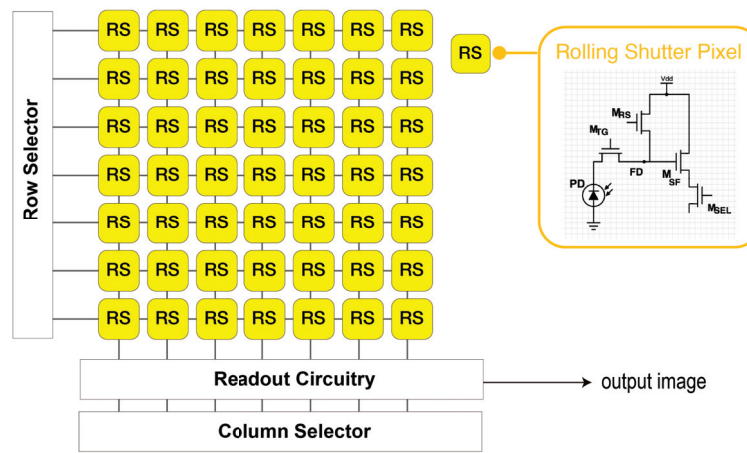 RS RS RS RS RS RS RS
RS RS RS RS RS RS RS
RS RS RS RS RS RS RS
RS RS RS RS RS RS RS
RS RS RS RS RS RS RS
RS RS RS RS RS RS RS
RS RS RS RS RS RS RS
Row Selector
Readout Circuitry
output image
Column Selector
RS
Rolling Shutter Pixel
Vdd
MRS
MTG
FD
MSF
PD
MSEL